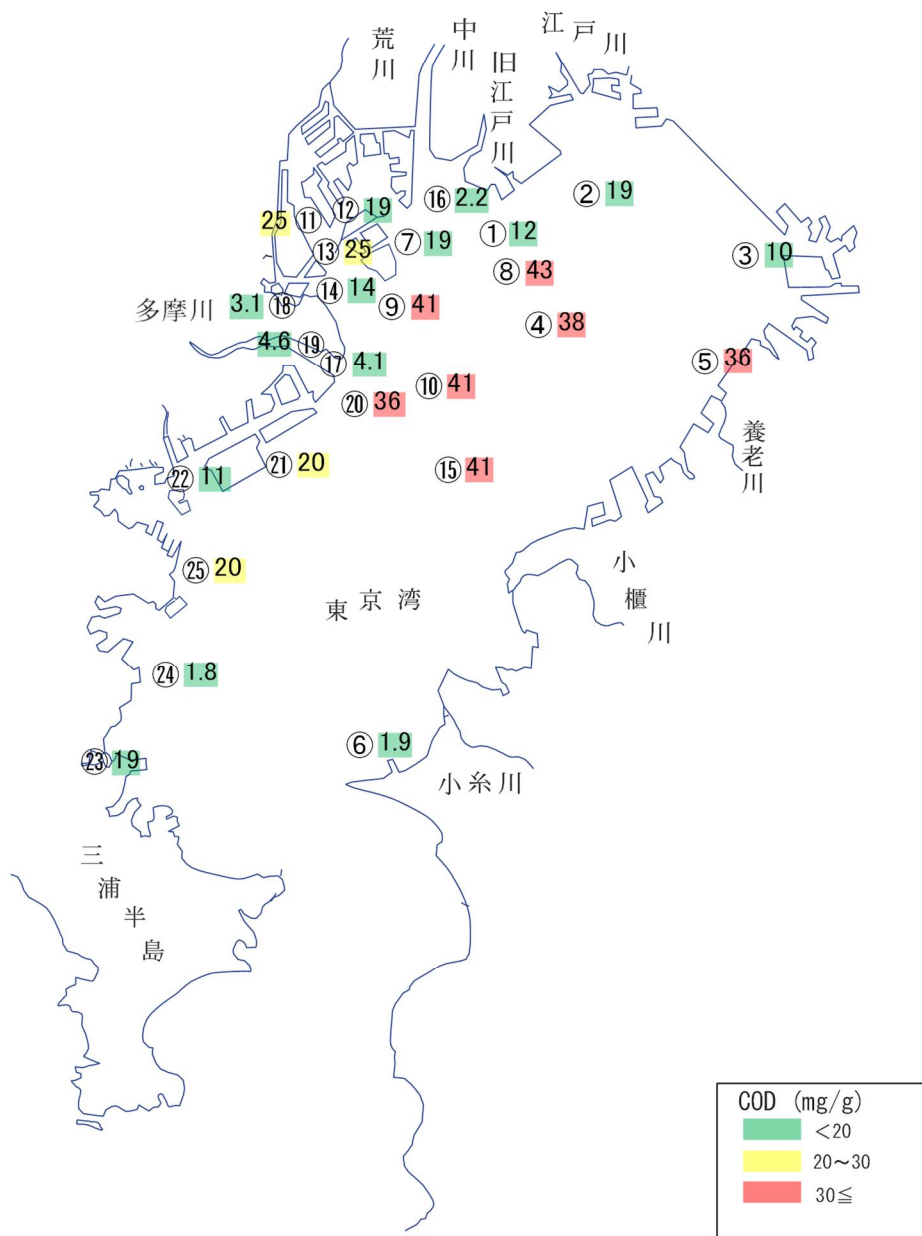 荒川
中川
旧江戸川
江戸川
② 19
⑯ 2.2
⑫ 19
25 ⑪
① 12
⑦ 19
⑬ 25
③ 10
⑧ 43
⑭ 14
多摩川
3.1 ⑱
⑨ 41
④ 38
4.6 ⑲
⑰ 4.1
⑤ 36
⑩ 41
⑳ 36
養老川
㉑ 20
⑮ 41
㉒ 11
㉕ 20
小櫃川
東京湾
㉔ 1.8
⑥ 1.9
㉓ 19
小糸川
三浦半島
COD (mg/g)
<20
20~30
30≦